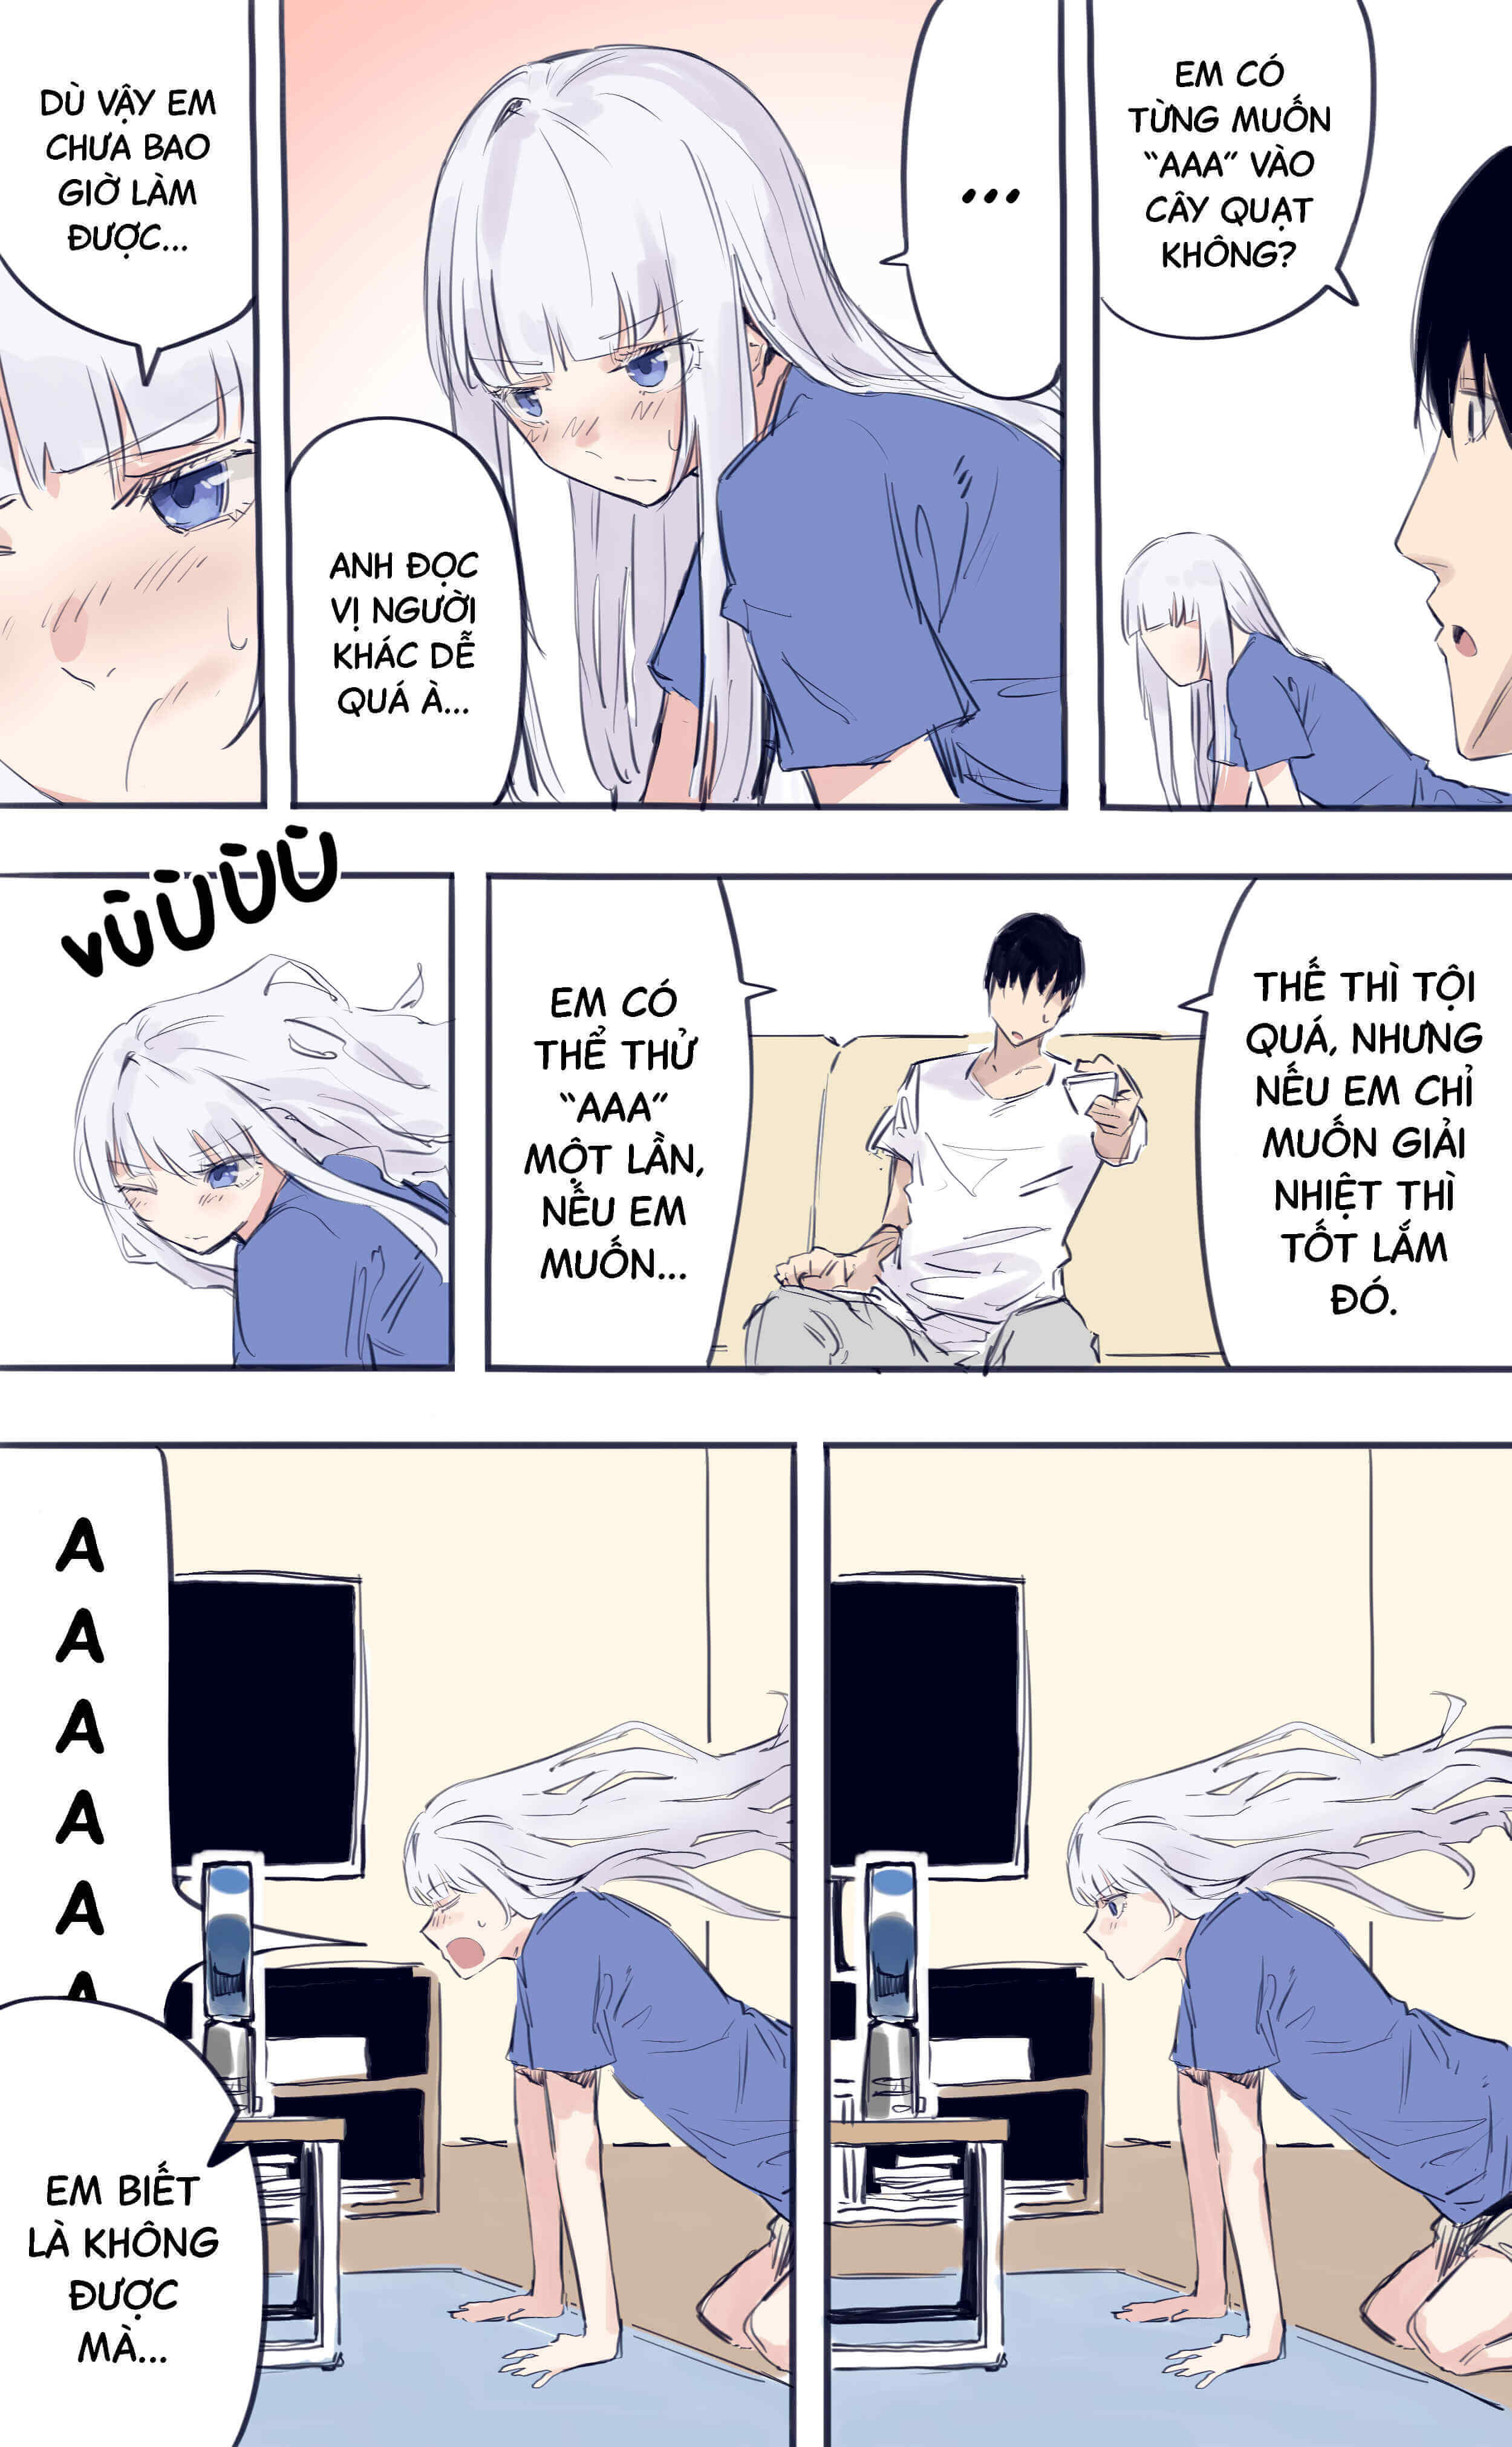 EM CÓ
TỪNG MUỐN
“AAA” VÀO
CÂY QUẠT
KHÔNG?
...
ANH ĐỌC
VỊ NGƯỜI
KHÁC DỄ
QUÁ À...
DÙ VẬY EM
CHƯA BAO
GIỜ LÀM
ĐƯỢC...
THẾ THÌ TỘI
QUÁ, NHƯNG
NẾU EM CHỈ
MUỐN GIẢI
NHIỆT THÌ
TỐT LẮM
ĐÓ.
EM CÓ
THỂ THỬ
“AAA”
MỘT LẦN,
NẾU EM
MUỐN...
VÙÙÙÙ
A
A
A
A
A
A
EM BIẾT
LÀ KHÔNG
ĐƯỢC
MÀ...